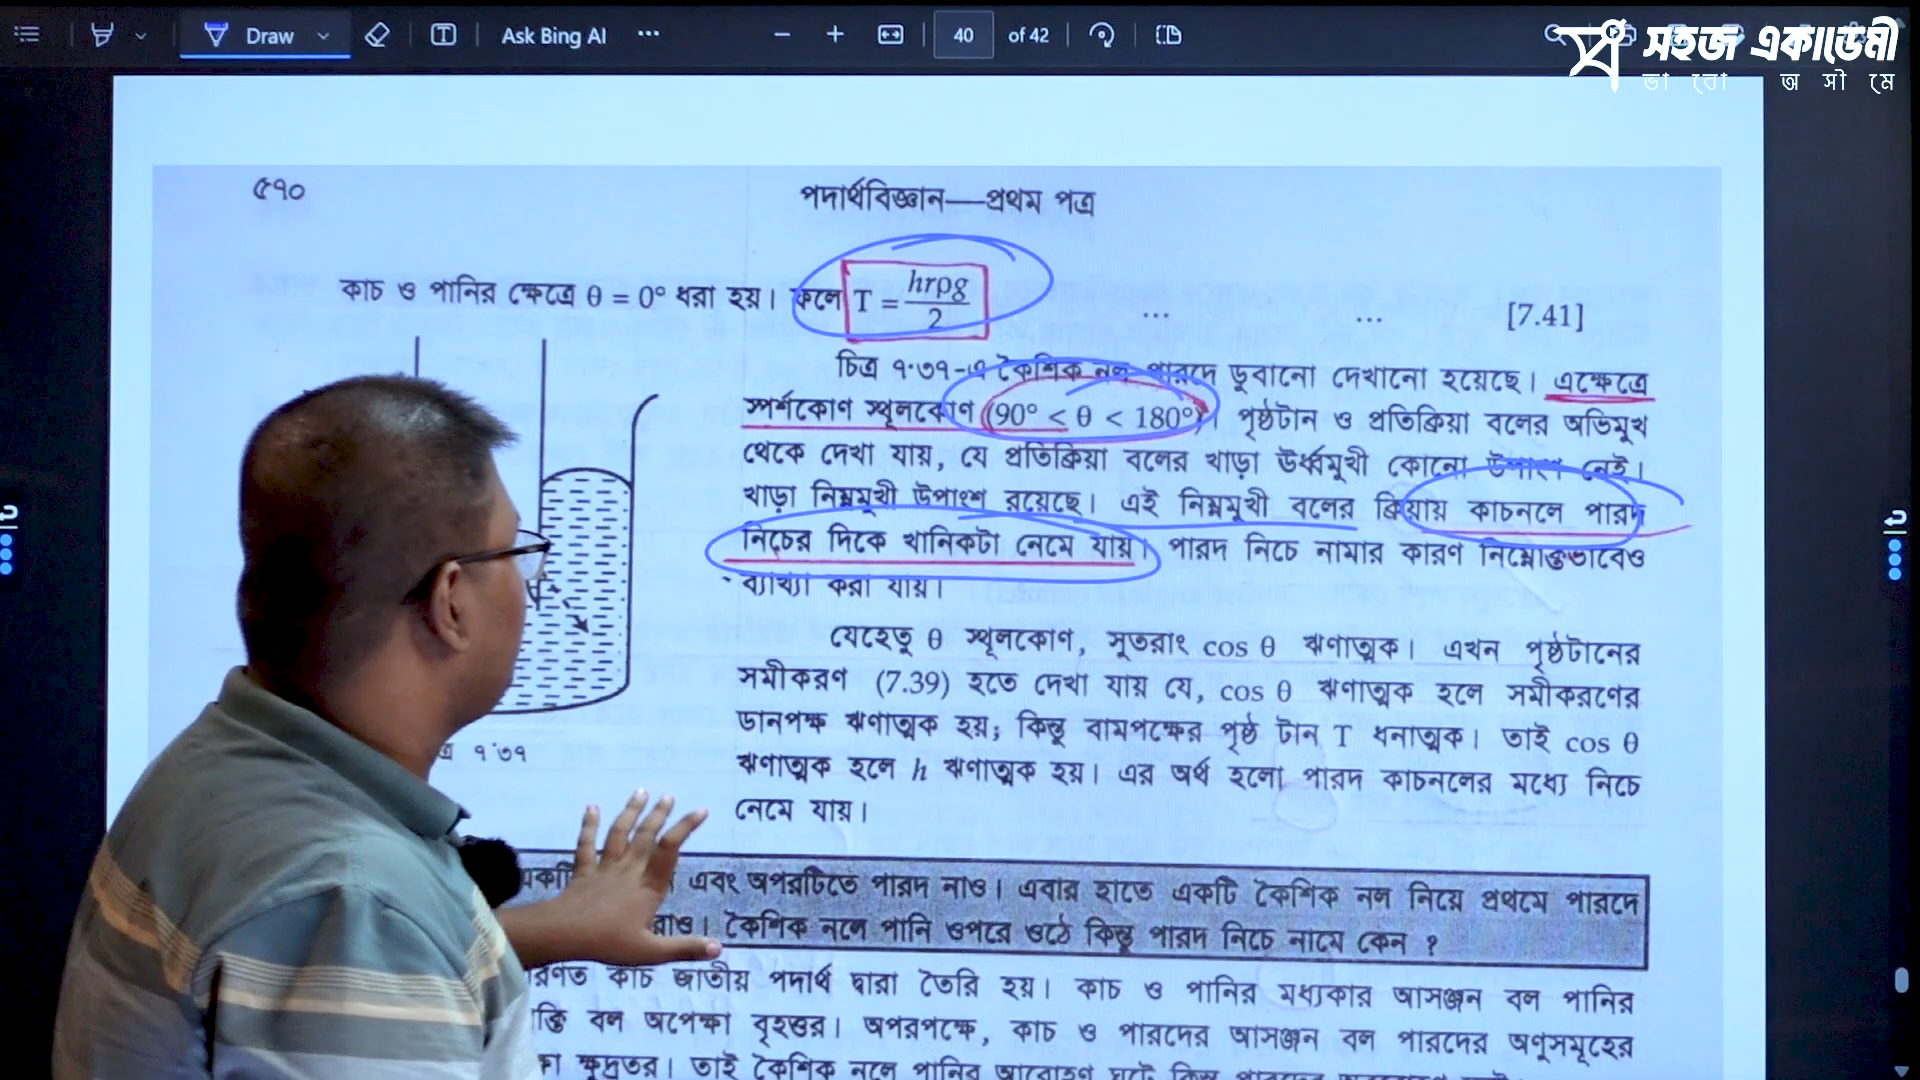 Draw
Ask Bing AI
40 of 42
সহজ একাডেমী
ভাবো অসীমে
৫৭০
পদার্থবিজ্ঞান—প্রথম পত্র
কাচ ও পানির ক্ষেত্রে θ = 0° ধরা হয়। ফলে T = hrρg / 2 ... ... [7.41]
চিত্র ৭·৩৭-এ কৈশিক নল পারদে ডুবানো দেখানো হয়েছে। এক্ষেত্রে
স্পর্শকোণ স্থূলকোণ (90° < θ < 180°)। পৃষ্ঠটান ও প্রতিক্রিয়া বলের অভিমুখ
থেকে দেখা যায়, যে প্রতিক্রিয়া বলের খাড়া ঊর্ধ্বমুখী কোনো উপাংশ নেই।
খাড়া নিম্নমুখী উপাংশ রয়েছে। এই নিম্নমুখী বলের ক্রিয়ায় কাচনলে পারদ
নিচের দিকে খানিকটা নেমে যায়। পারদ নিচে নামার কারণ নিম্নোক্তভাবেও
ব্যাখ্যা করা যায়।
যেহেতু θ স্থূলকোণ, সুতরাং cos θ ঋণাত্মক। এখন পৃষ্ঠটানের
সমীকরণ (7.39) হতে দেখা যায় যে, cos θ ঋণাত্মক হলে সমীকরণের
ডানপক্ষ ঋণাত্মক হয়; কিন্তু বামপক্ষের পৃষ্ঠ টান T ধনাত্মক। তাই cos θ
ঋণাত্মক হলে h ঋণাত্মক হয়। এর অর্থ হলো পারদ কাচনলের মধ্যে নিচে
নেমে যায়।
৭·৩৭
এবং অপরটিতে পারদ নাও। এবার হাতে একটি কৈশিক নল নিয়ে প্রথমে পারদে
কৈশিক নলে পানি ওপরে ওঠে কিন্তু পারদ নিচে নামে কেন ?
কাচ জাতীয় পদার্থ দ্বারা তৈরি হয়। কাচ ও পানির মধ্যকার আসঞ্জন বল পানির
বল অপেক্ষা বৃহত্তর। অপরপক্ষে, কাচ ও পারদের আসঞ্জন বল পারদের অণুসমূহের
ক্ষুদ্রতর। তাই কৈশিক নলে পানির আরোহণ ঘটে কিন্তু